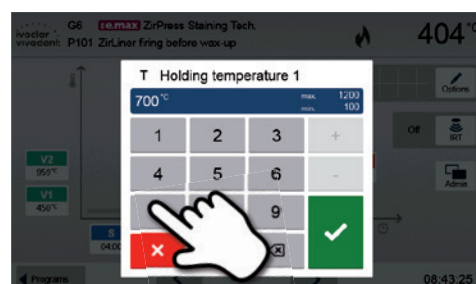 ivoclar vivadent:
G6 IPS e.max ZirPress Staining Tech.
P101 ZirLiner firing before wax-up
404°C
T Holding temperature 1
700 °C
max. 1200
min. 100
1 2 3 +
4 5 6 -
9
Options
Off
IRT
Admin
V2
959°C
V1
450°C
S
04:00
Programs
08:43:25